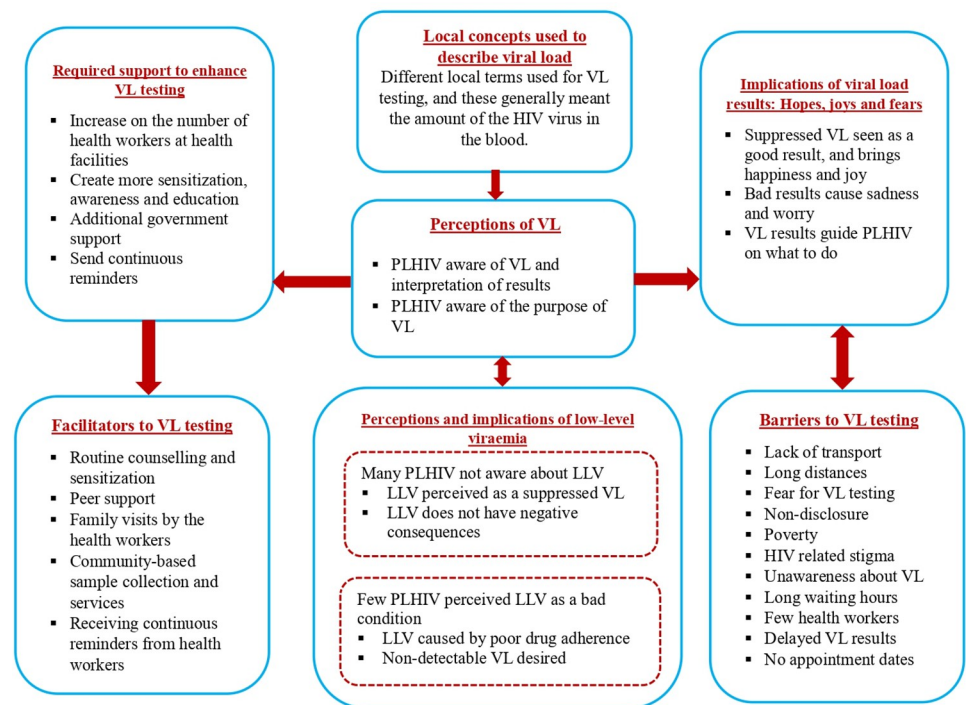 Required support to enhance
VL testing
▪ Increase on the number of
health workers at health
facilities
▪ Create more sensitization,
awareness and education
▪ Additional government
support
▪ Send continuous
reminders
Local concepts used to
describe viral load
Different local terms used for VL
testing, and these generally meant
the amount of the HIV virus in
the blood.
Implications of viral load
results: Hopes, joys and fears
▪ Suppressed VL seen as a
good result, and brings
happiness and joy
▪ Bad results cause sadness
and worry
▪ VL results guide PLHIV
on what to do
Perceptions of VL
▪ PLHIV aware of VL and
interpretation of results
▪ PLHIV aware of the purpose of
VL
Facilitators to VL testing
▪ Routine counselling and
sensitization
▪ Peer support
▪ Family visits by the
health workers
▪ Community-based
sample collection and
services
▪ Receiving continuous
reminders from health
workers
Perceptions and implications of low-level
viraemia
Many PLHIV not aware about LLV
▪ LLV perceived as a suppressed VL
▪ LLV does not have negative
consequences
Few PLHIV perceived LLV as a bad
condition
▪ LLV caused by poor drug adherence
▪ Non-detectable VL desired
Barriers to VL testing
▪ Lack of transport
▪ Long distances
▪ Fear for VL testing
▪ Non-disclosure
▪ Poverty
▪ HIV related stigma
▪ Unawareness about VL
▪ Long waiting hours
▪ Few health workers
▪ Delayed VL results
▪ No appointment dates